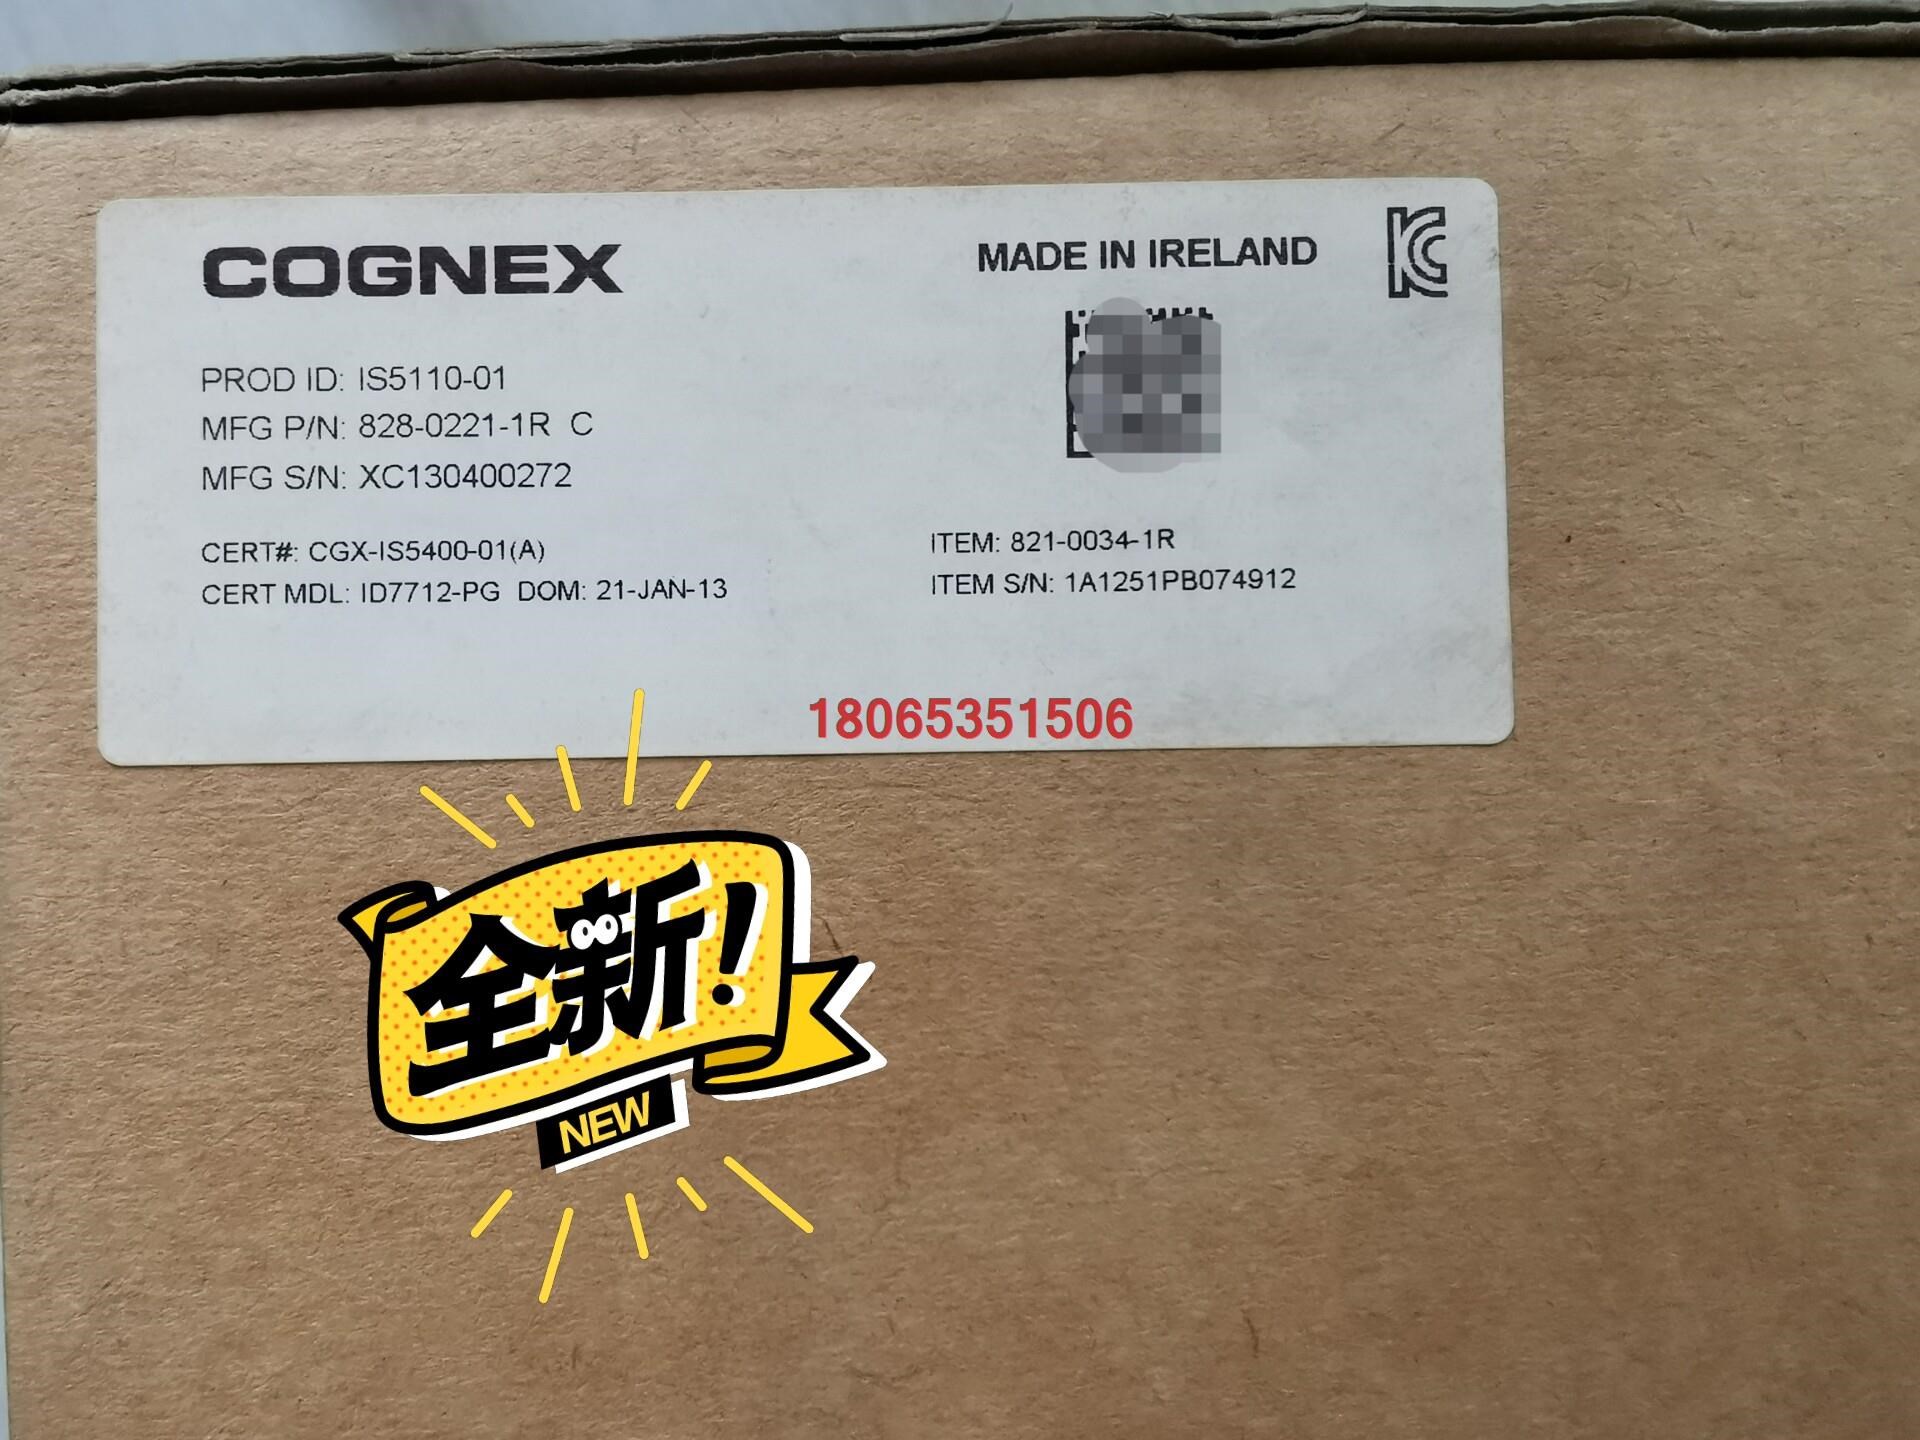 COGNEX
MADE IN IRELAND
PROD ID: IS5110-01
MFG P/N: 828-0221-1R C
MFG S/N: XC130400272
CERT#: CGX-IS5400-01(A)
CERT MDL: ID7712-PG DOM: 21-JAN-13
ITEM: 821-0034-1R
ITEM S/N: 1A1251PB074912
18065351506
全新!
NEW